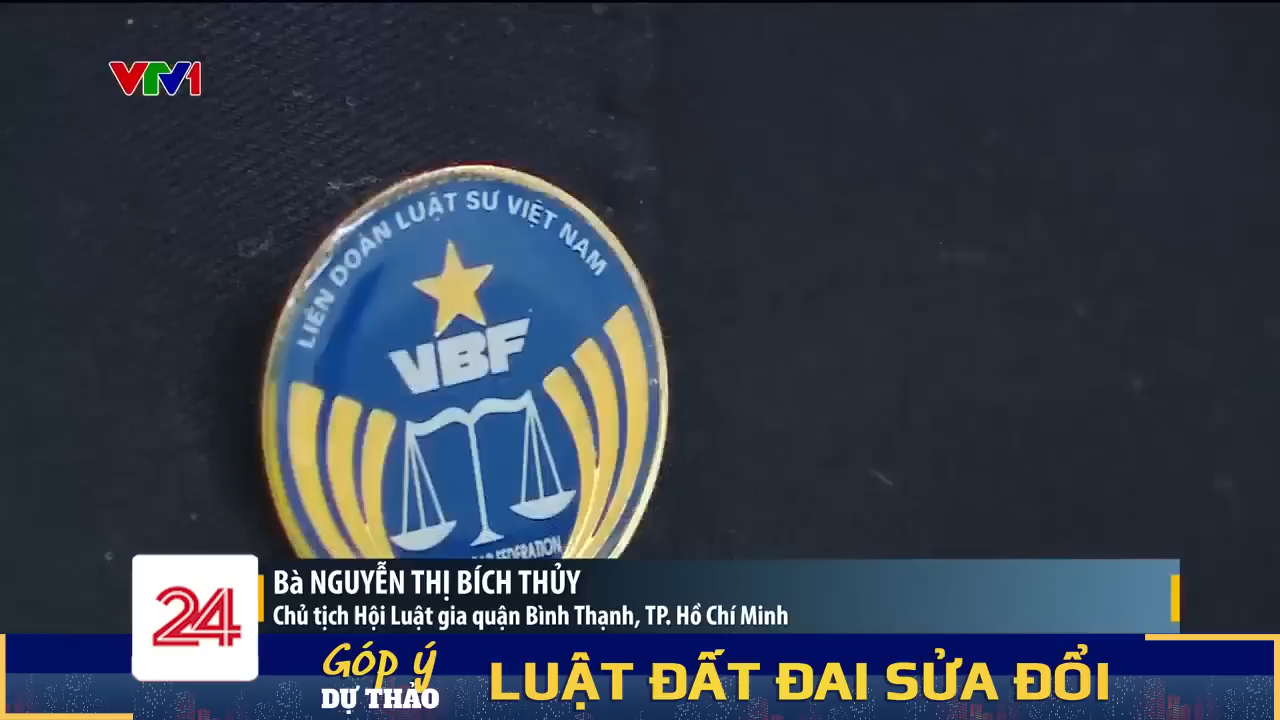 VTV1
LIÊN ĐOÀN LUẬT SƯ VIỆT NAM
VBF
FEDERATION
Bà NGUYỄN THỊ BÍCH THỦY
Chủ tịch Hội Luật gia quận Bình Thạnh, TP. Hồ Chí Minh
24
Góp ý
DỰ THẢO
LUẬT ĐẤT ĐAI SỬA ĐỔI